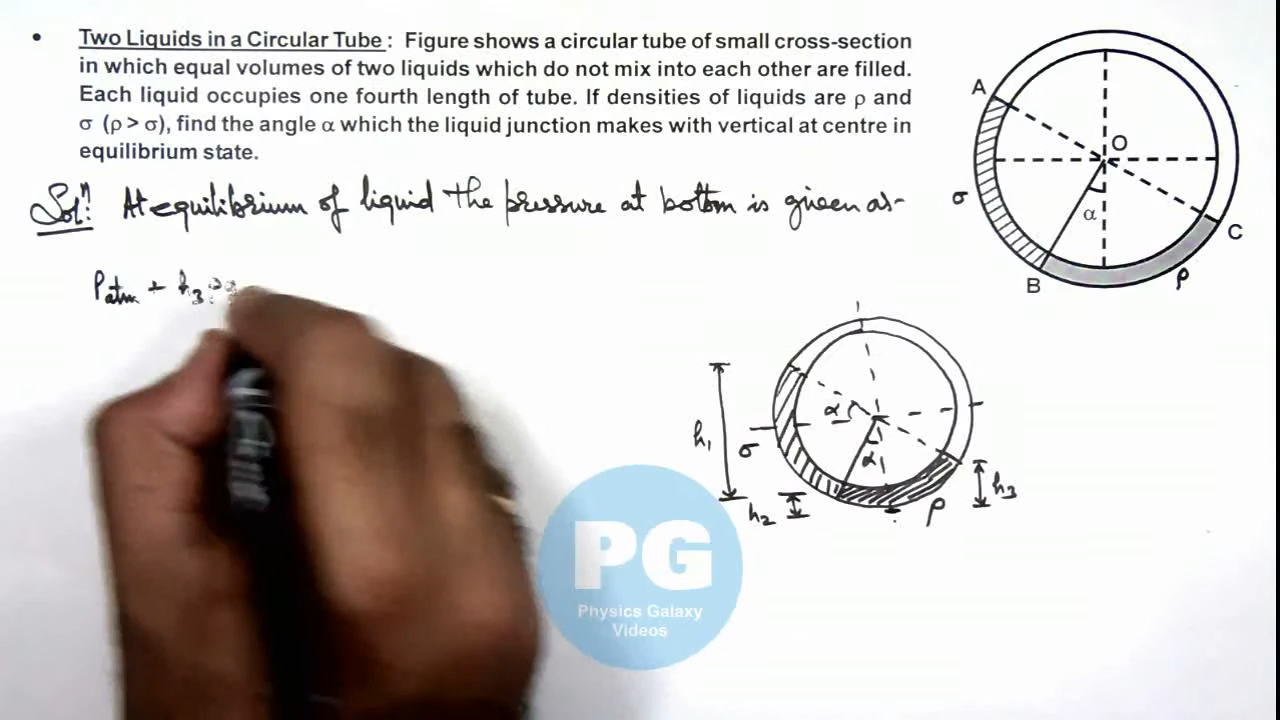 • Two Liquids in a Circular Tube : Figure shows a circular tube of small cross-section
in which equal volumes of two liquids which do not mix into each other are filled.
Each liquid occupies one fourth length of tube. If densities of liquids are ρ and
σ (ρ > σ), find the angle α which the liquid junction makes with vertical at centre in
equilibrium state.
A
O
σ
α
C
B
ρ
Solⁿ: At equilibrium of liquid the pressure at bottom is given as-
Patm + h₃ρg
α
h₁
σ
α
h₃
h₂
ρ
PG
Physics Galaxy
Videos